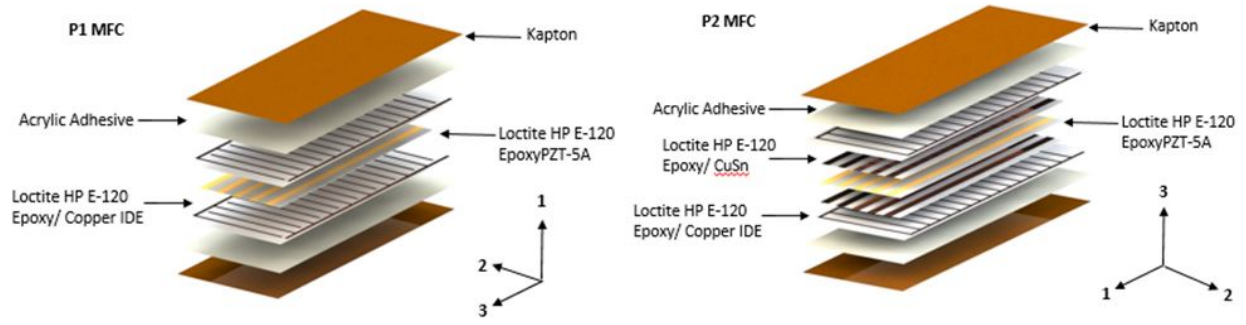 P1 MFC
Kapton
Acrylic Adhesive
Loctite HP E-120
EpoxyPZT-5A
Loctite HP E-120
Epoxy/ Copper IDE
1
2
3
P2 MFC
Kapton
Acrylic Adhesive
Loctite HP E-120
EpoxyPZT-5A
Loctite HP E-120
Epoxy/ CuSn
Loctite HP E-120
Epoxy/ Copper IDE
3
1
2